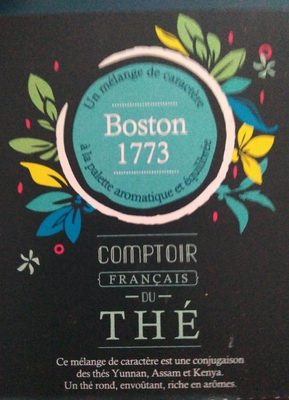 Un mélange de caractère
Boston
1773
à la palette aromatique et équilibrée
COMPTOIR
FRANÇAIS
DU
THÉ
Ce mélange de caractère est une conjugaison
des thés Yunnan, Assam et Kenya.
Un thé rond, envoûtant, riche en arômes.